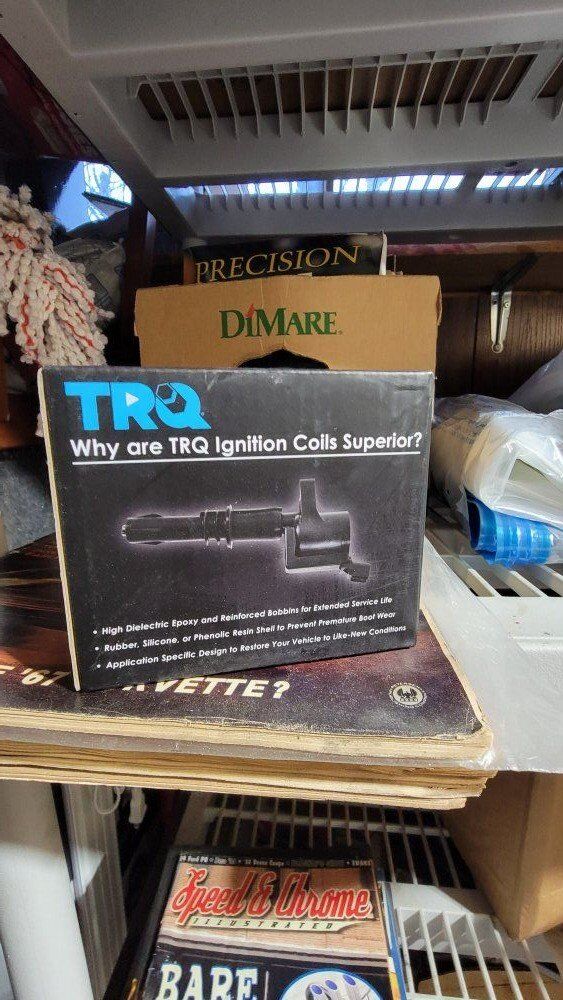 PRECISION
DiMARE
TRQ
Why are TRQ Ignition Coils Superior?
• High Dielectric Epoxy and Reinforced Bobbins for Extended Service Life
• Rubber, Silicone, or Phenolic Resin Shell to Prevent Premature Boot Wear
• Application Specific Design to Restore Your Vehicle to Like-New Conditions
'67 VETTE?
Speed & Chrome
ILLUSTRATED
BARE